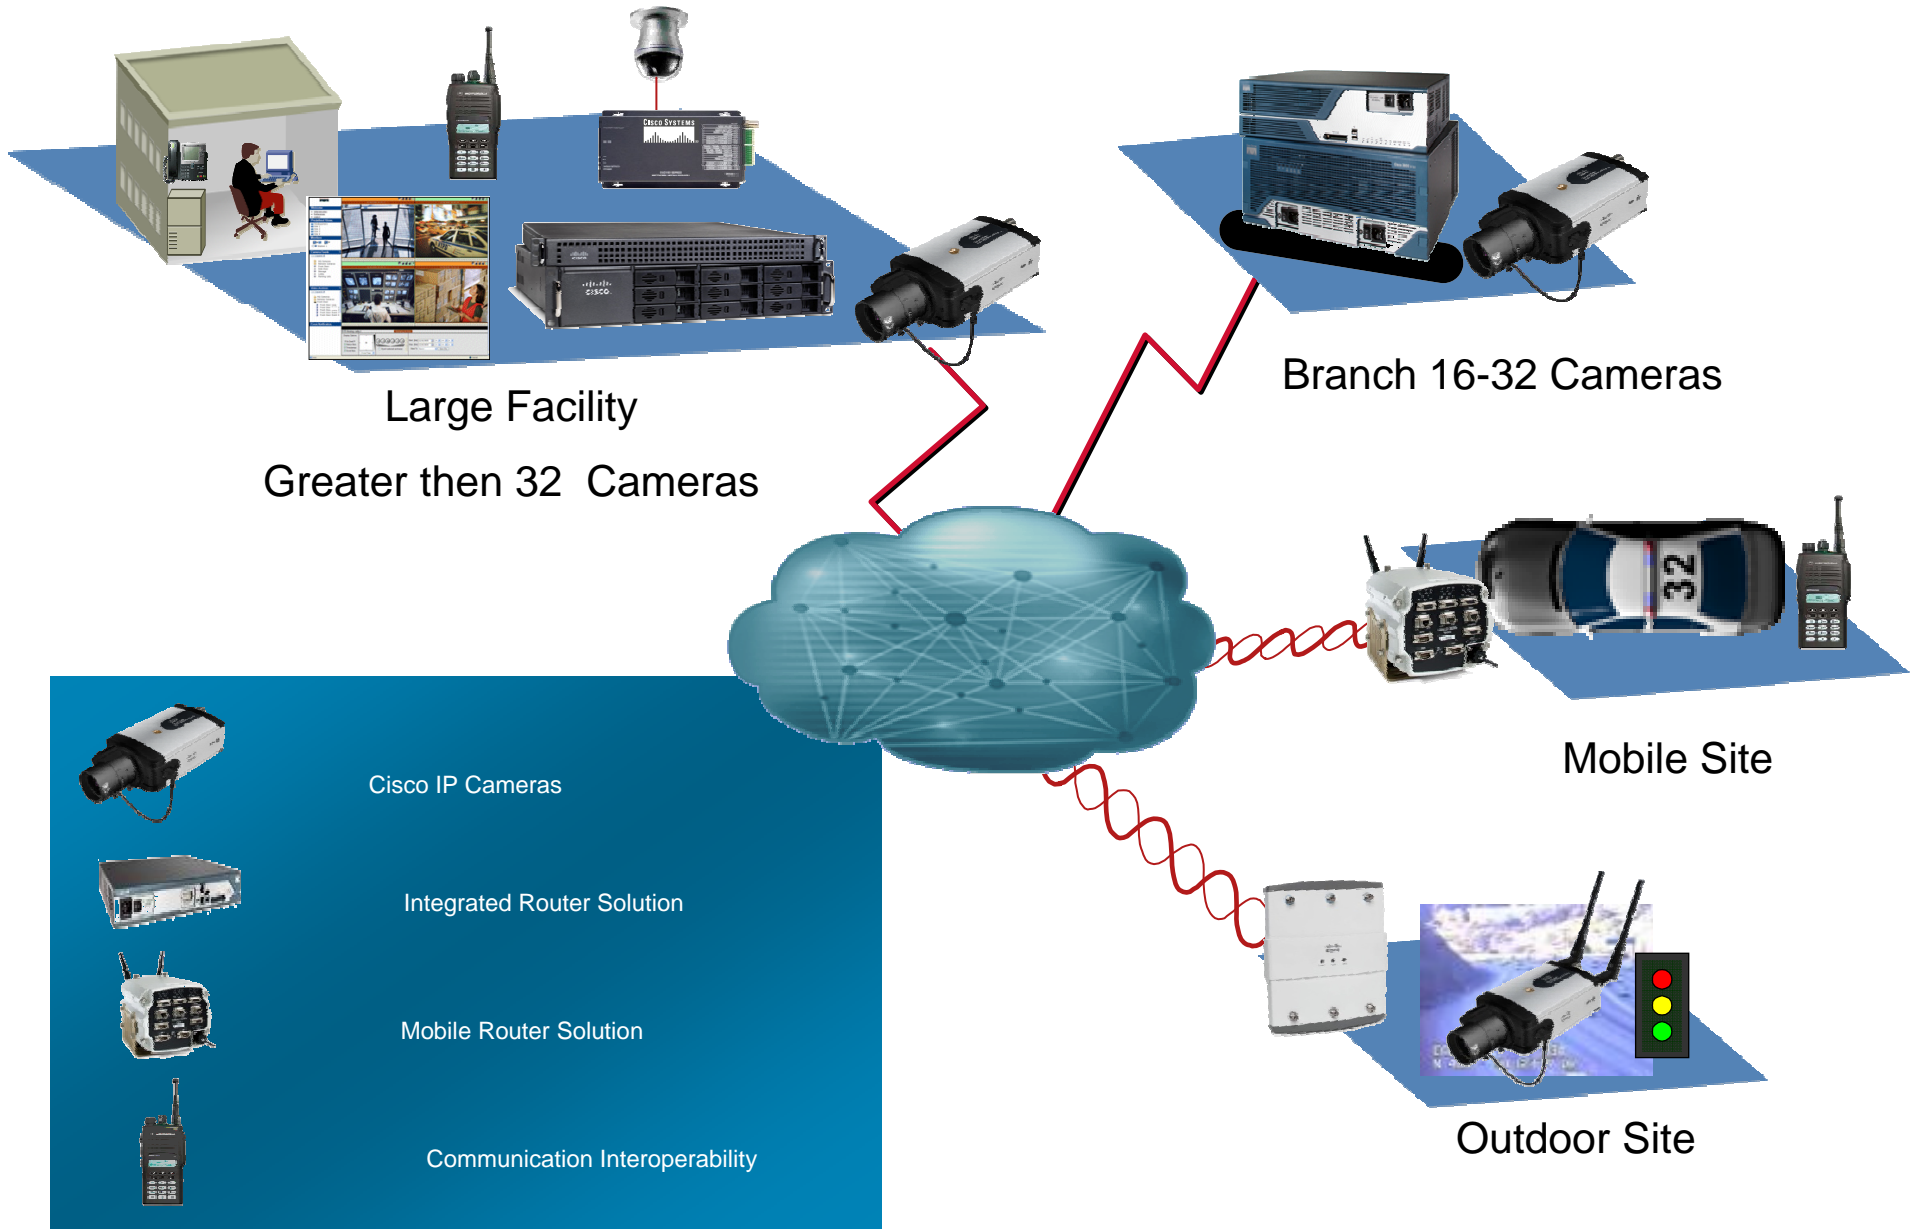 CISCO SYSTEMS
CISCO
Large Facility
Greater then 32 Cameras
Branch 16-32 Cameras
32
Mobile Site
Cisco IP Cameras
Integrated Router Solution
Mobile Router Solution
Communication Interoperability
Outdoor Site